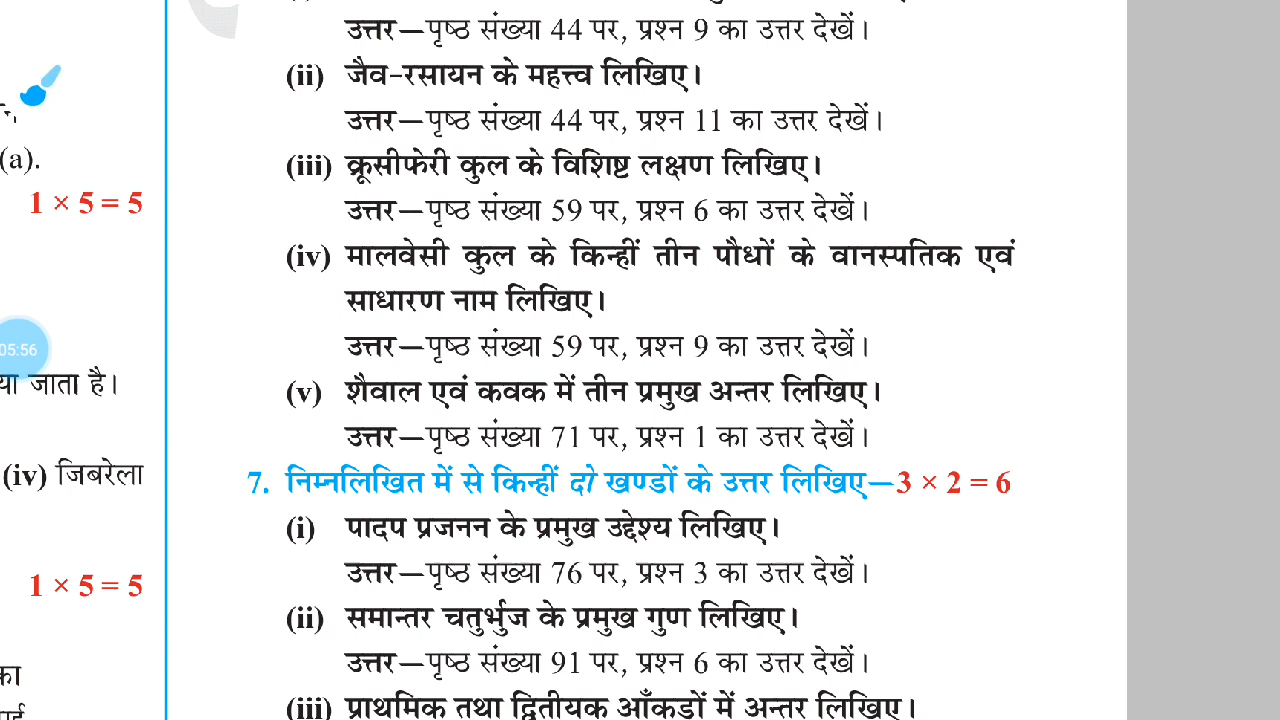 (a).
1 × 5 = 5
05:56
जाता है।
(iv) जिबरेला
1 × 5 = 5
उत्तर—पृष्ठ संख्या 44 पर, प्रश्न 9 का उत्तर देखें।
(ii) जैव-रसायन के महत्त्व लिखिए।
उत्तर—पृष्ठ संख्या 44 पर, प्रश्न 11 का उत्तर देखें।
(iii) क्रूसीफेरी कुल के विशिष्ट लक्षण लिखिए।
उत्तर—पृष्ठ संख्या 59 पर, प्रश्न 6 का उत्तर देखें।
(iv) मालवेसी कुल के किन्हीं तीन पौधों के वानस्पतिक एवं
साधारण नाम लिखिए।
उत्तर—पृष्ठ संख्या 59 पर, प्रश्न 9 का उत्तर देखें।
(v) शैवाल एवं कवक में तीन प्रमुख अन्तर लिखिए।
उत्तर—पृष्ठ संख्या 71 पर, प्रश्न 1 का उत्तर देखें।
7. निम्नलिखित में से किन्हीं दो खण्डों के उत्तर लिखिए—3 × 2 = 6
(i) पादप प्रजनन के प्रमुख उद्देश्य लिखिए।
उत्तर—पृष्ठ संख्या 76 पर, प्रश्न 3 का उत्तर देखें।
(ii) समान्तर चतुर्भुज के प्रमुख गुण लिखिए।
उत्तर—पृष्ठ संख्या 91 पर, प्रश्न 6 का उत्तर देखें।
(iii) प्राथमिक तथा द्वितीयक आँकड़ों में अन्तर लिखिए।